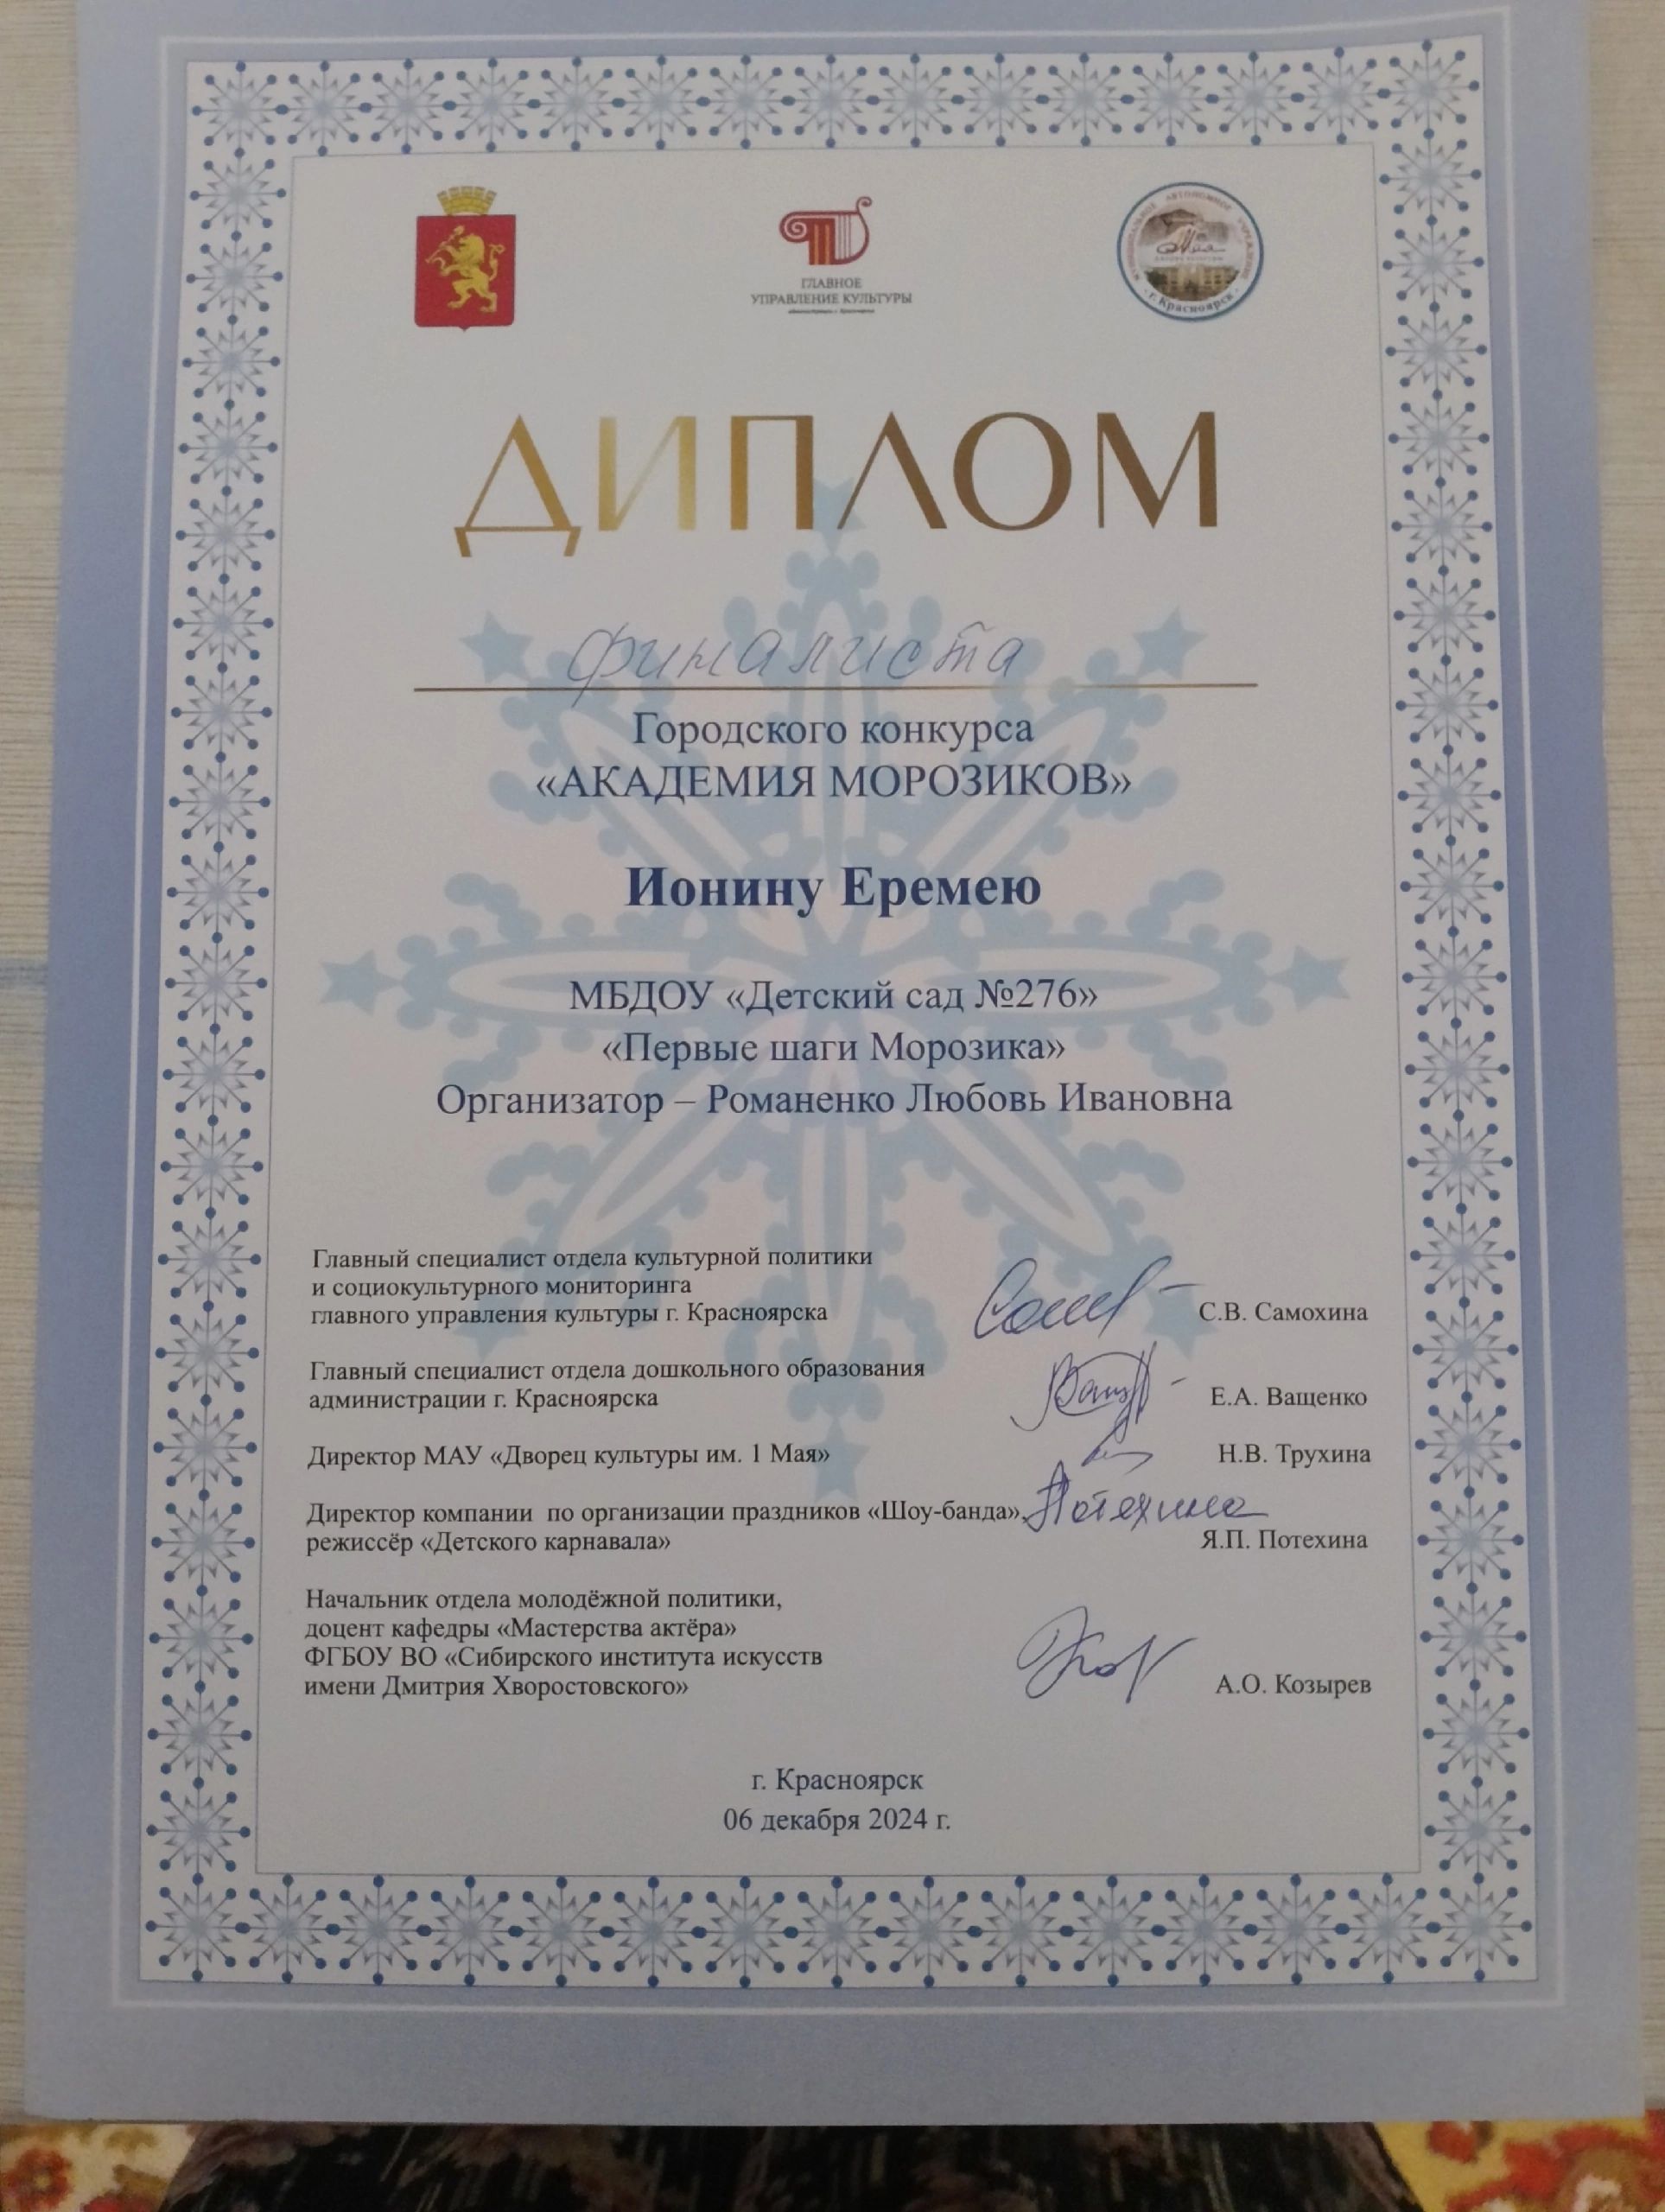 ГЛАВНОЕ
УПРАВЛЕНИЕ КУЛЬТУРЫ
МУНИЦИПАЛЬНОЕ АВТОНОМНОЕ УЧРЕЖДЕНИЕ
г. Красноярск
ДИПЛОМ
финалиста
Городского конкурса
«АКАДЕМИЯ МОРОЗИКОВ»
Ионину Еремею
МБДОУ «Детский сад №276»
«Первые шаги Морозика»
Организатор – Романенко Любовь Ивановна
Главный специалист отдела культурной политики
и социокультурного мониторинга
главного управления культуры г. Красноярска С.В. Самохина
Главный специалист отдела дошкольного образования
администрации г. Красноярска Е.А. Ващенко
Директор МАУ «Дворец культуры им. 1 Мая» Н.В. Трухина
Директор компании по организации праздников «Шоу-банда», Потехина
режиссёр «Детского карнавала» Я.П. Потехина
Начальник отдела молодёжной политики,
доцент кафедры «Мастерства актёра»
ФГБОУ ВО «Сибирского института искусств
имени Дмитрия Хворостовского» А.О. Козырев
г. Красноярск
06 декабря 2024 г.